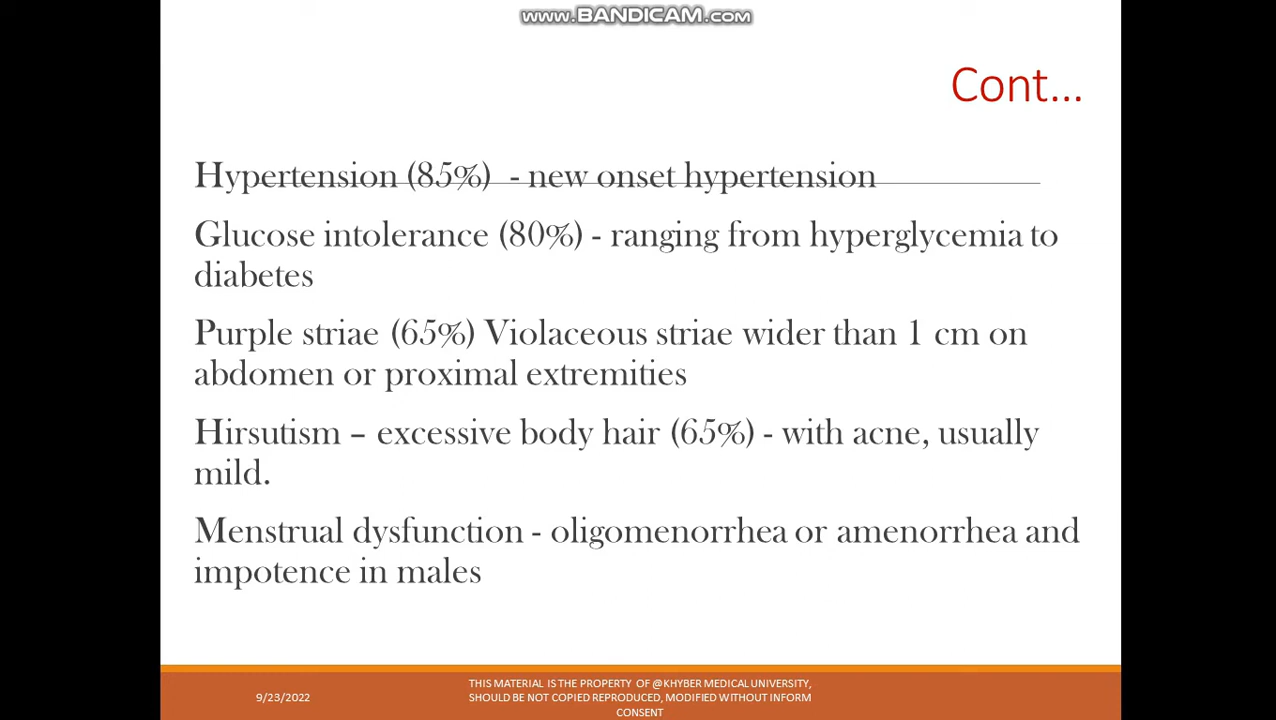 www.BANDICAM.com
Cont...
Hypertension (85%) - new onset hypertension
Glucose intolerance (80%) - ranging from hyperglycemia to
diabetes
Purple striae (65%) Violaceous striae wider than 1 cm on
abdomen or proximal extremities
Hirsutism – excessive body hair (65%) - with acne, usually
mild.
Menstrual dysfunction - oligomenorrhea or amenorrhea and
impotence in males
9/23/2022
THIS MATERIAL IS THE PROPERTY OF @KHYBER MEDICAL UNIVERSITY,
SHOULD BE NOT COPIED REPRODUCED, MODIFIED WITHOUT INFORM
CONSENT